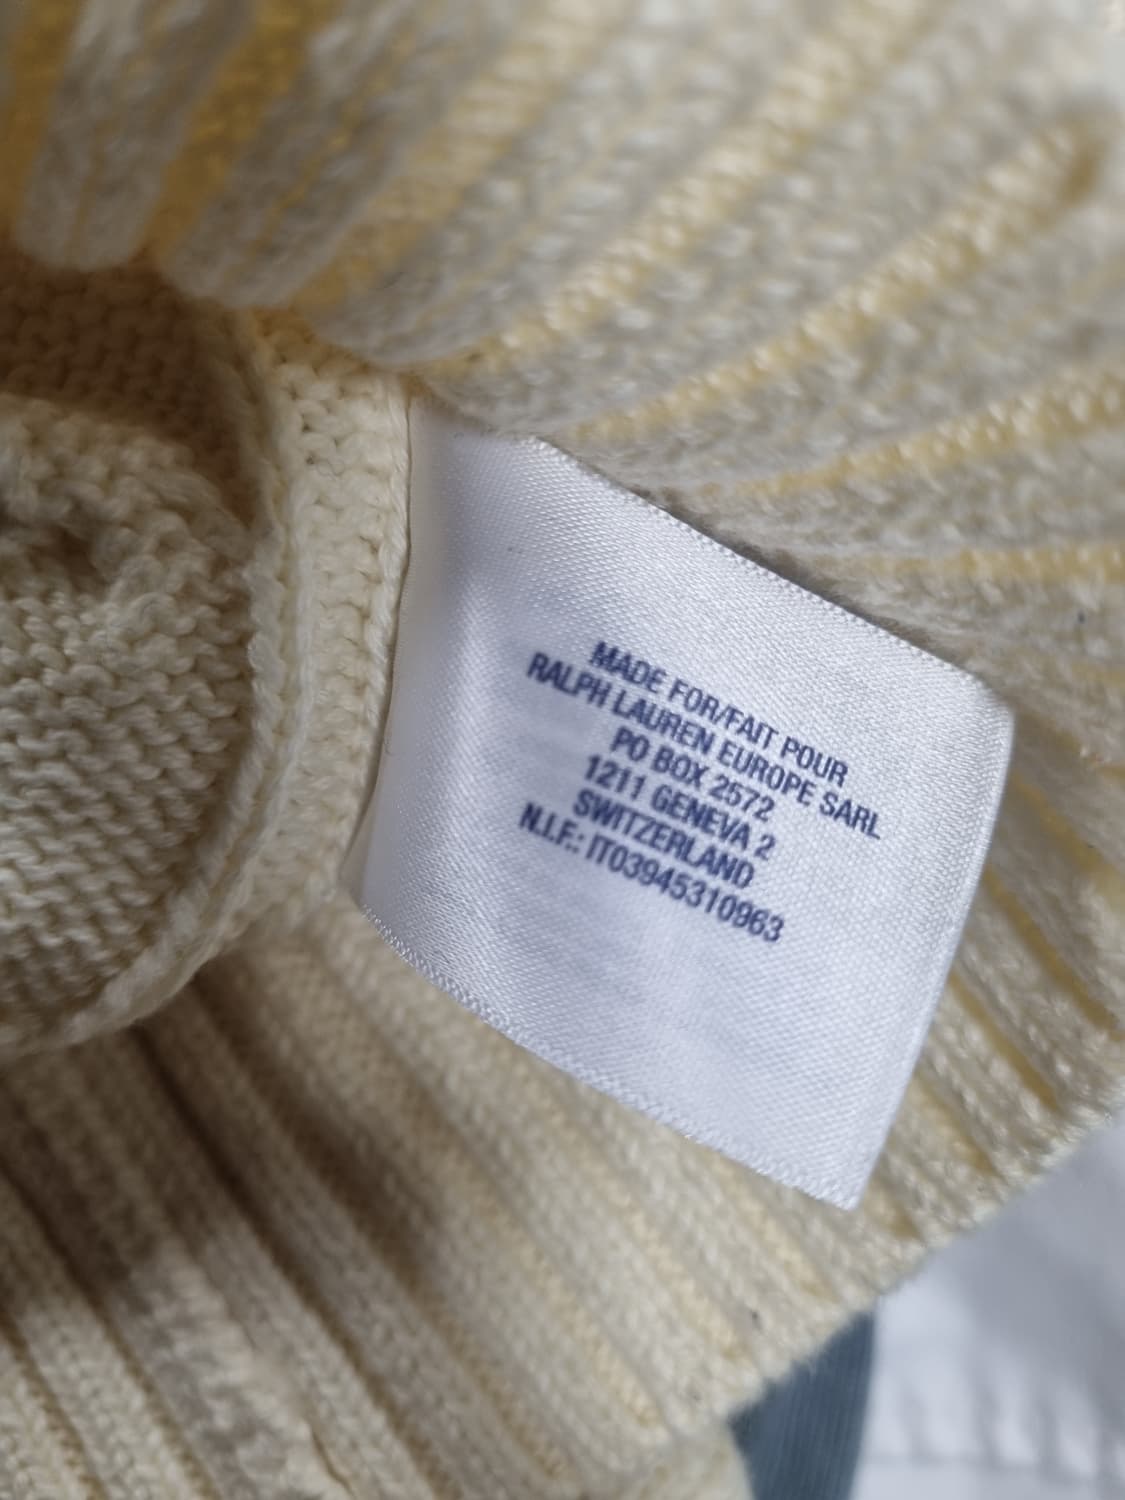 MADE FOR/FAIT POUR
RALPH LAUREN EUROPE SARL
PO BOX 2572
1211 GENEVA 2
SWITZERLAND
N.I.F.: IT03945310963